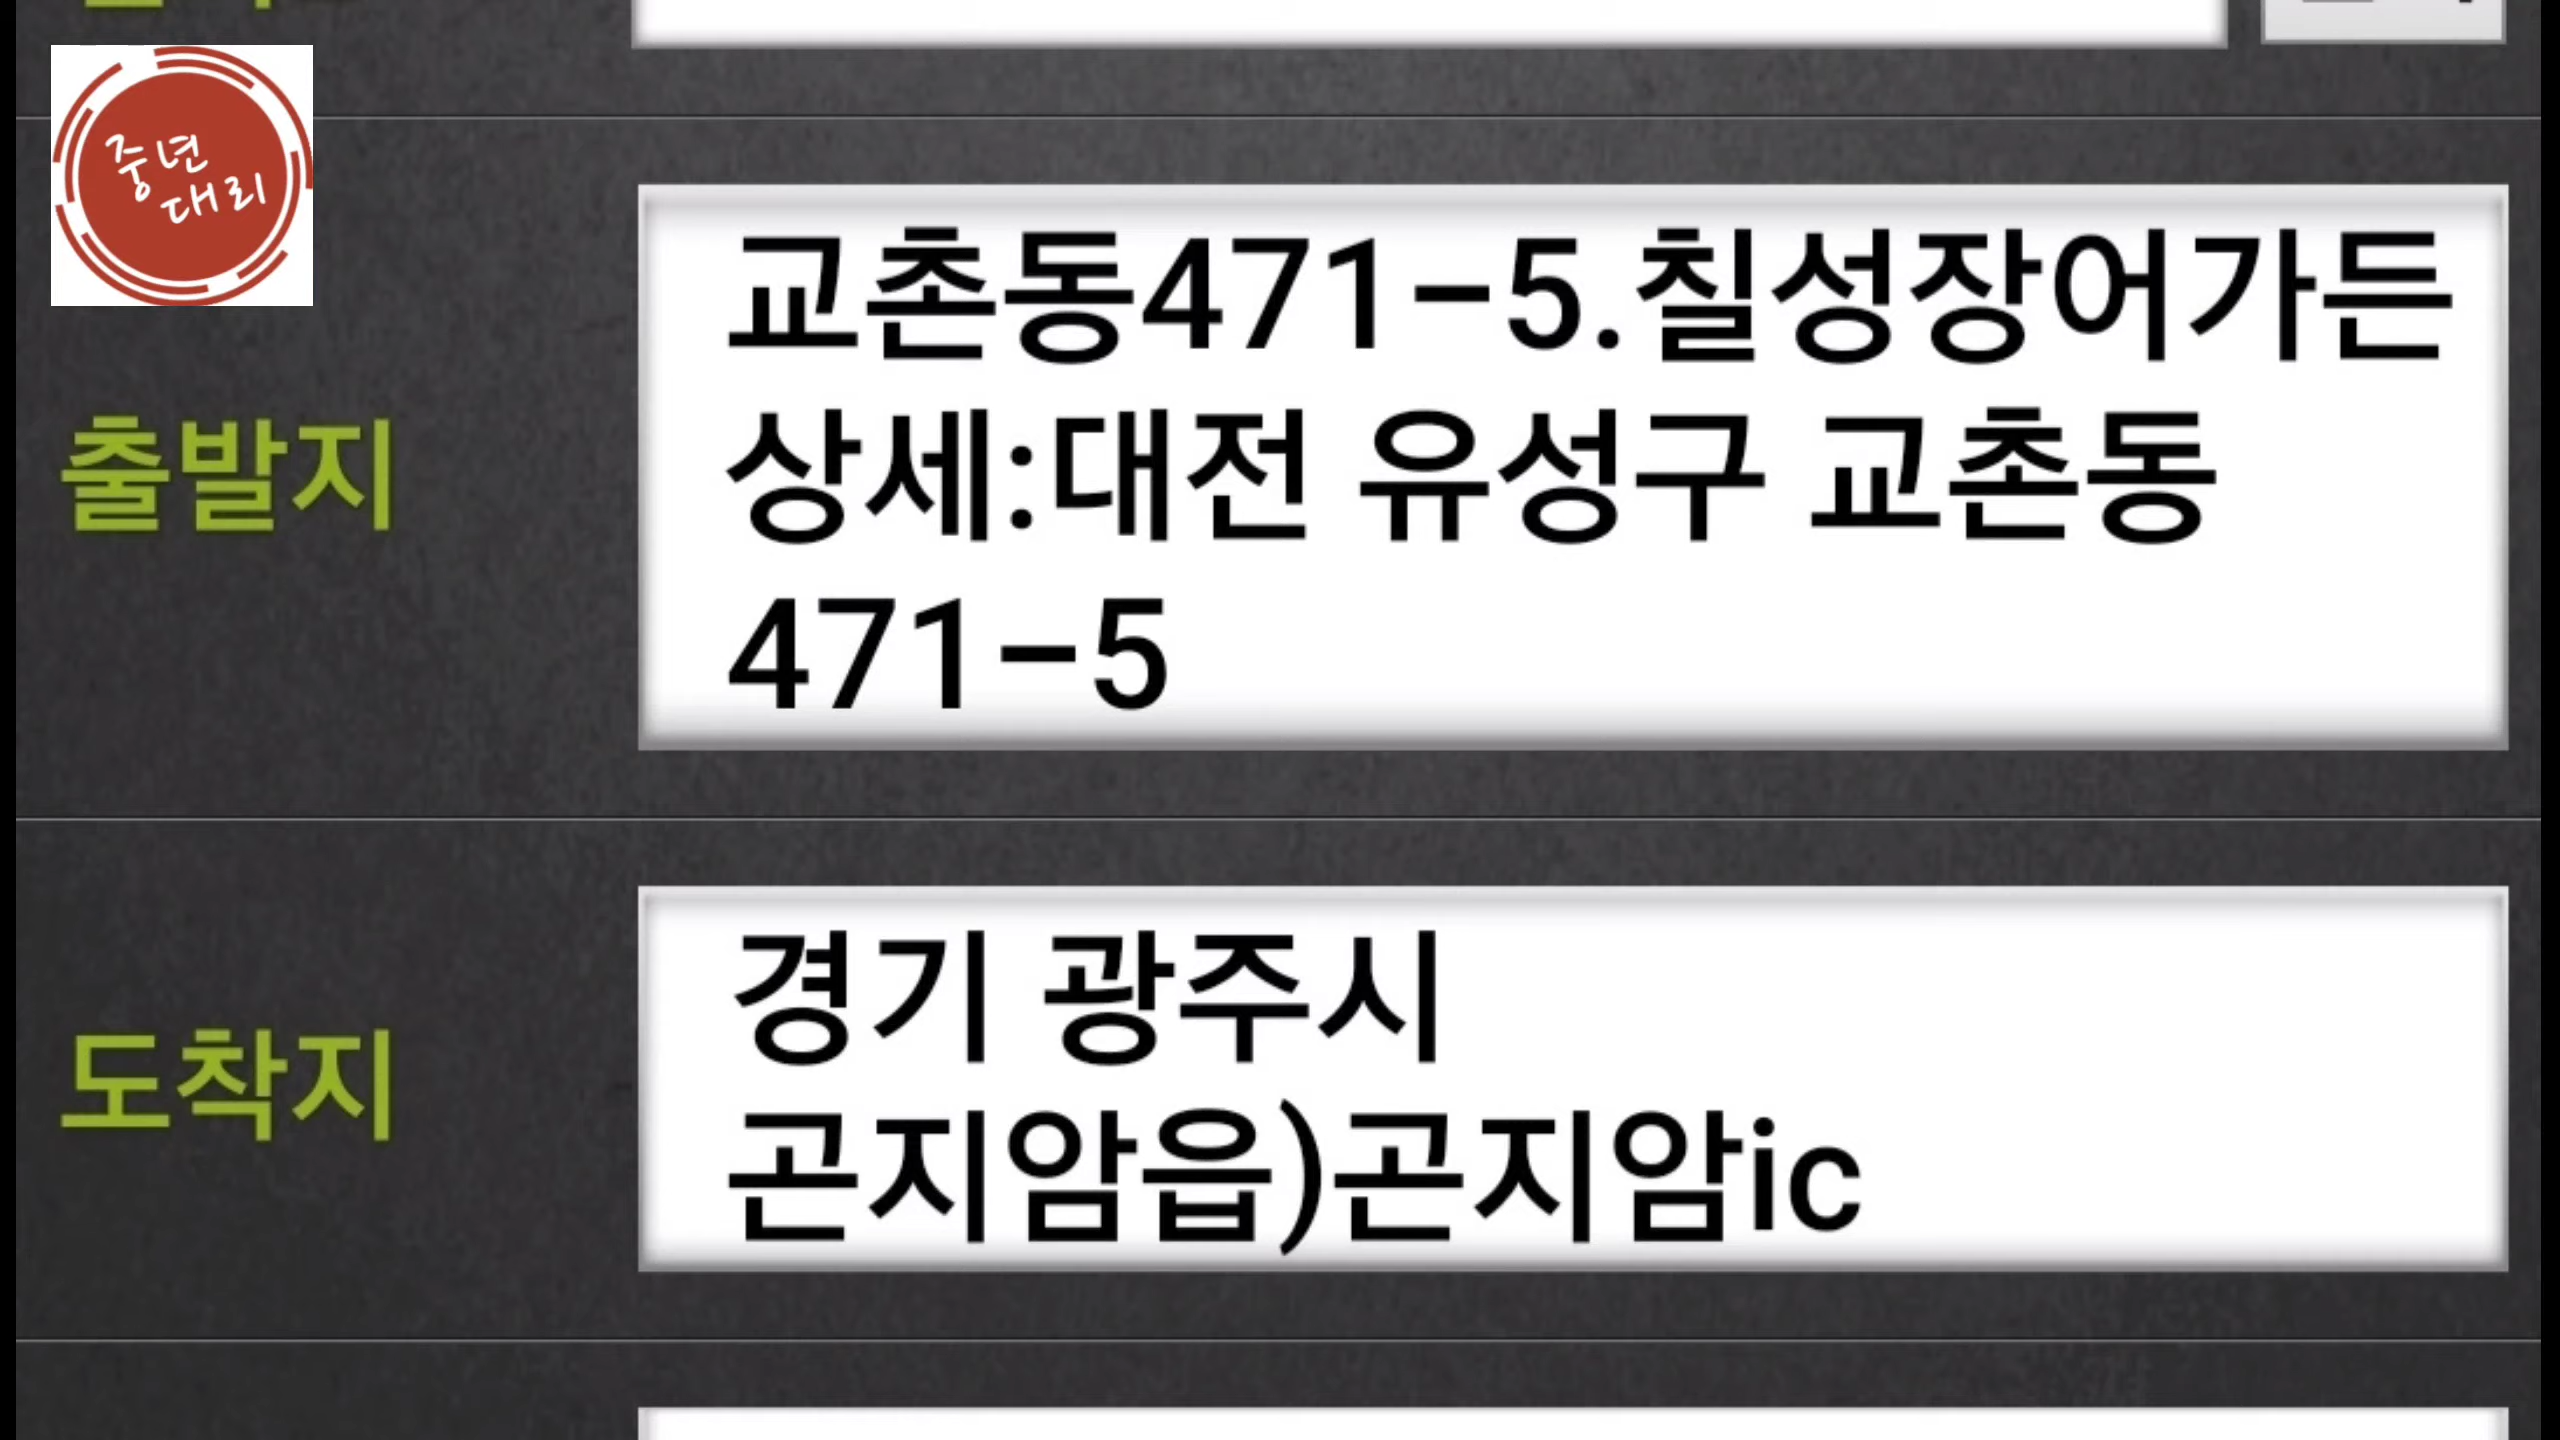 중년
대리
출발지
교촌동471-5.칠성장어가든
상세:대전 유성구 교촌동
471-5
도착지
경기 광주시
곤지암읍)곤지암ic